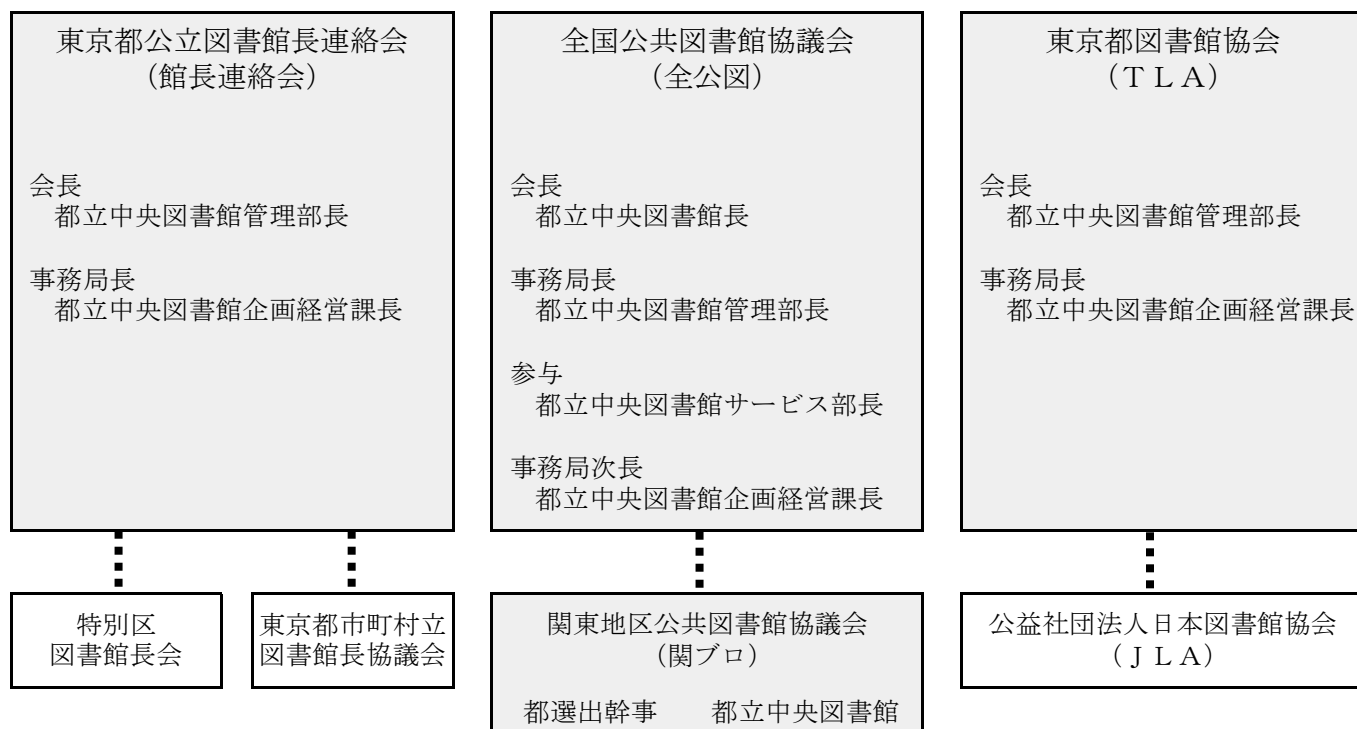 東京都公立図書館長連絡会
（館長連絡会）
会長
都立中央図書館管理部長
事務局長
都立中央図書館企画経営課長
全国公共図書館協議会
（全公図）
会長
都立中央図書館長
事務局長
都立中央図書館管理部長
参与
都立中央図書館サービス部長
事務局次長
都立中央図書館企画経営課長
東京都図書館協会
（ＴＬＡ）
会長
都立中央図書館管理部長
事務局長
都立中央図書館企画経営課長
特別区
図書館長会
東京都市町村立
図書館長協議会
関東地区公共図書館協議会
（関ブロ）
都選出幹事　　都立中央図書館
公益社団法人日本図書館協会
（ＪＬＡ）